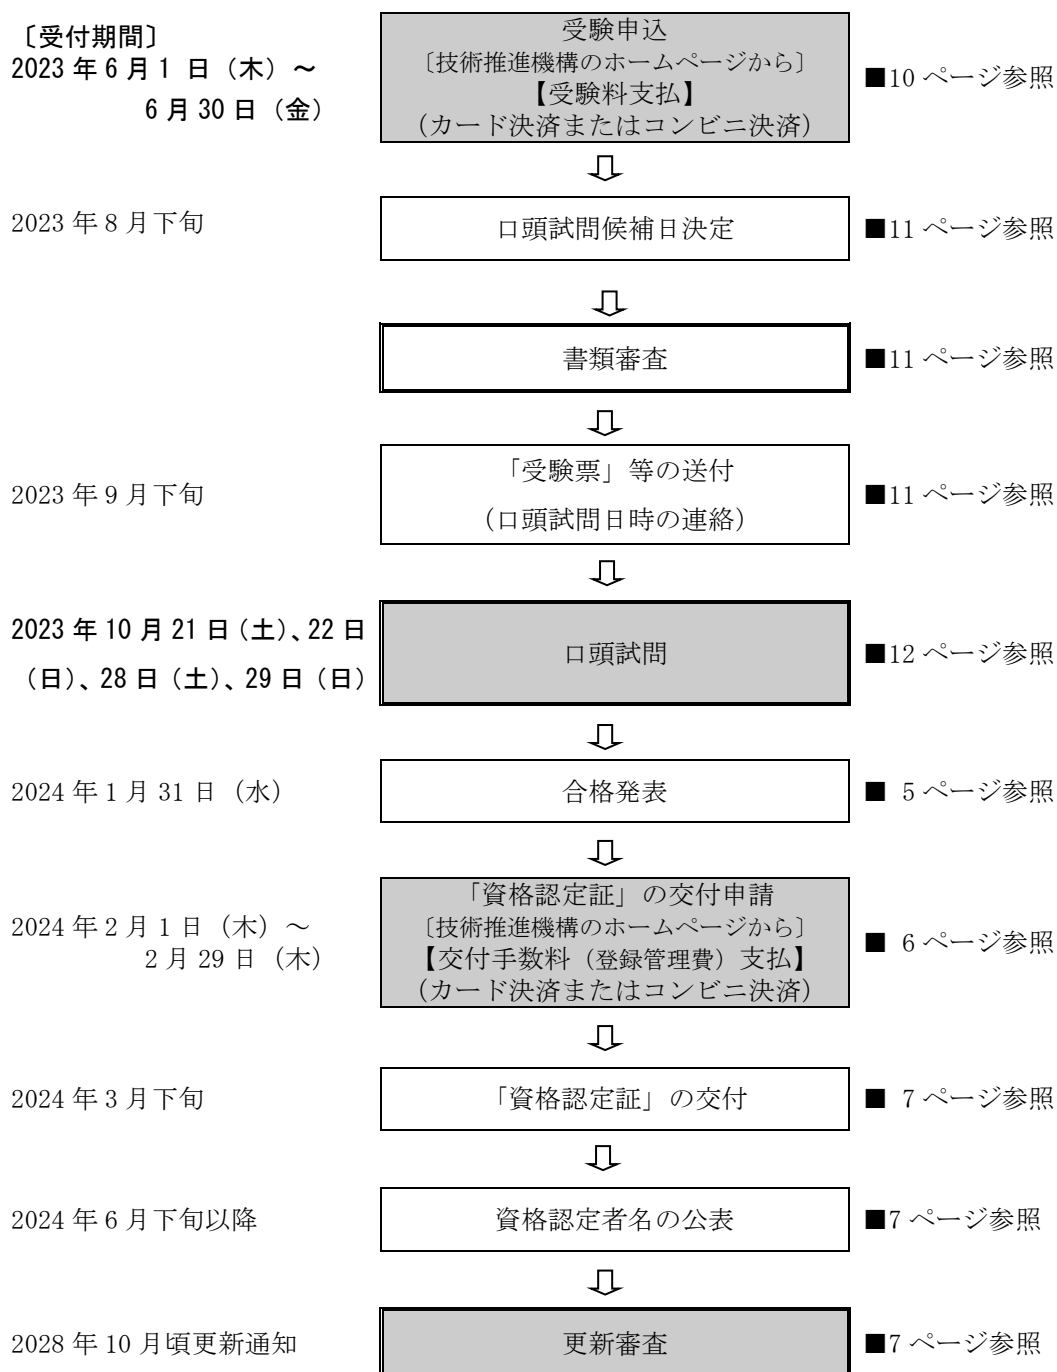 〔受付期間〕
2023年6月1日（木）～
6月30日（金）
受験申込
〔技術推進機構のホームページから〕
【受験料支払】
（カード決済またはコンビニ決済）
■10ページ参照
2023年8月下旬
口頭試問候補日決定
■11ページ参照
書類審査
■11ページ参照
2023年9月下旬
「受験票」等の送付
（口頭試問日時の連絡）
■11ページ参照
2023年10月21日（土）、22日
（日）、28日（土）、29日（日）
口頭試問
■12ページ参照
2024年1月31日（水）
合格発表
■ 5ページ参照
2024年2月1日（木）～
2月29日（木）
「資格認定証」の交付申請
〔技術推進機構のホームページから〕
【交付手数料（登録管理費）支払】
（カード決済またはコンビニ決済）
■ 6ページ参照
2024年3月下旬
「資格認定証」の交付
■ 7ページ参照
2024年6月下旬以降
資格認定者名の公表
■7ページ参照
2028年10月頃更新通知
更新審査
■7ページ参照